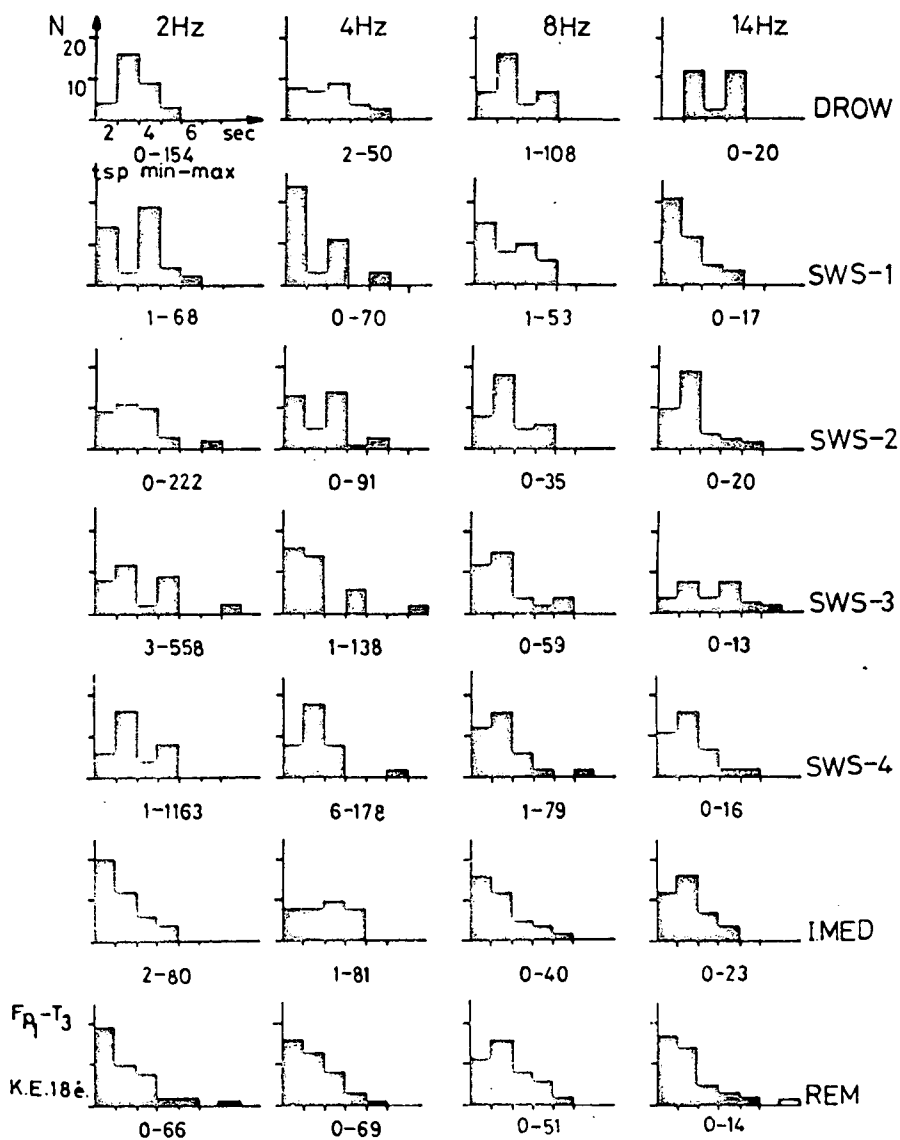 N 2Hz 4Hz 8Hz 14Hz
20
10
2 4 6 sec
DROW
0-154 2-50 1-108 0-20
tsp min-max
SWS-1
1-68 0-70 1-53 0-17
SWS-2
0-222 0-91 0-35 0-20
SWS-3
3-558 1-138 0-59 0-13
SWS-4
1-1163 6-178 1-79 0-16
I.MED
2-80 1-81 0-40 0-23
K.E.18é. REM
0-66 0-69 0-51 0-14